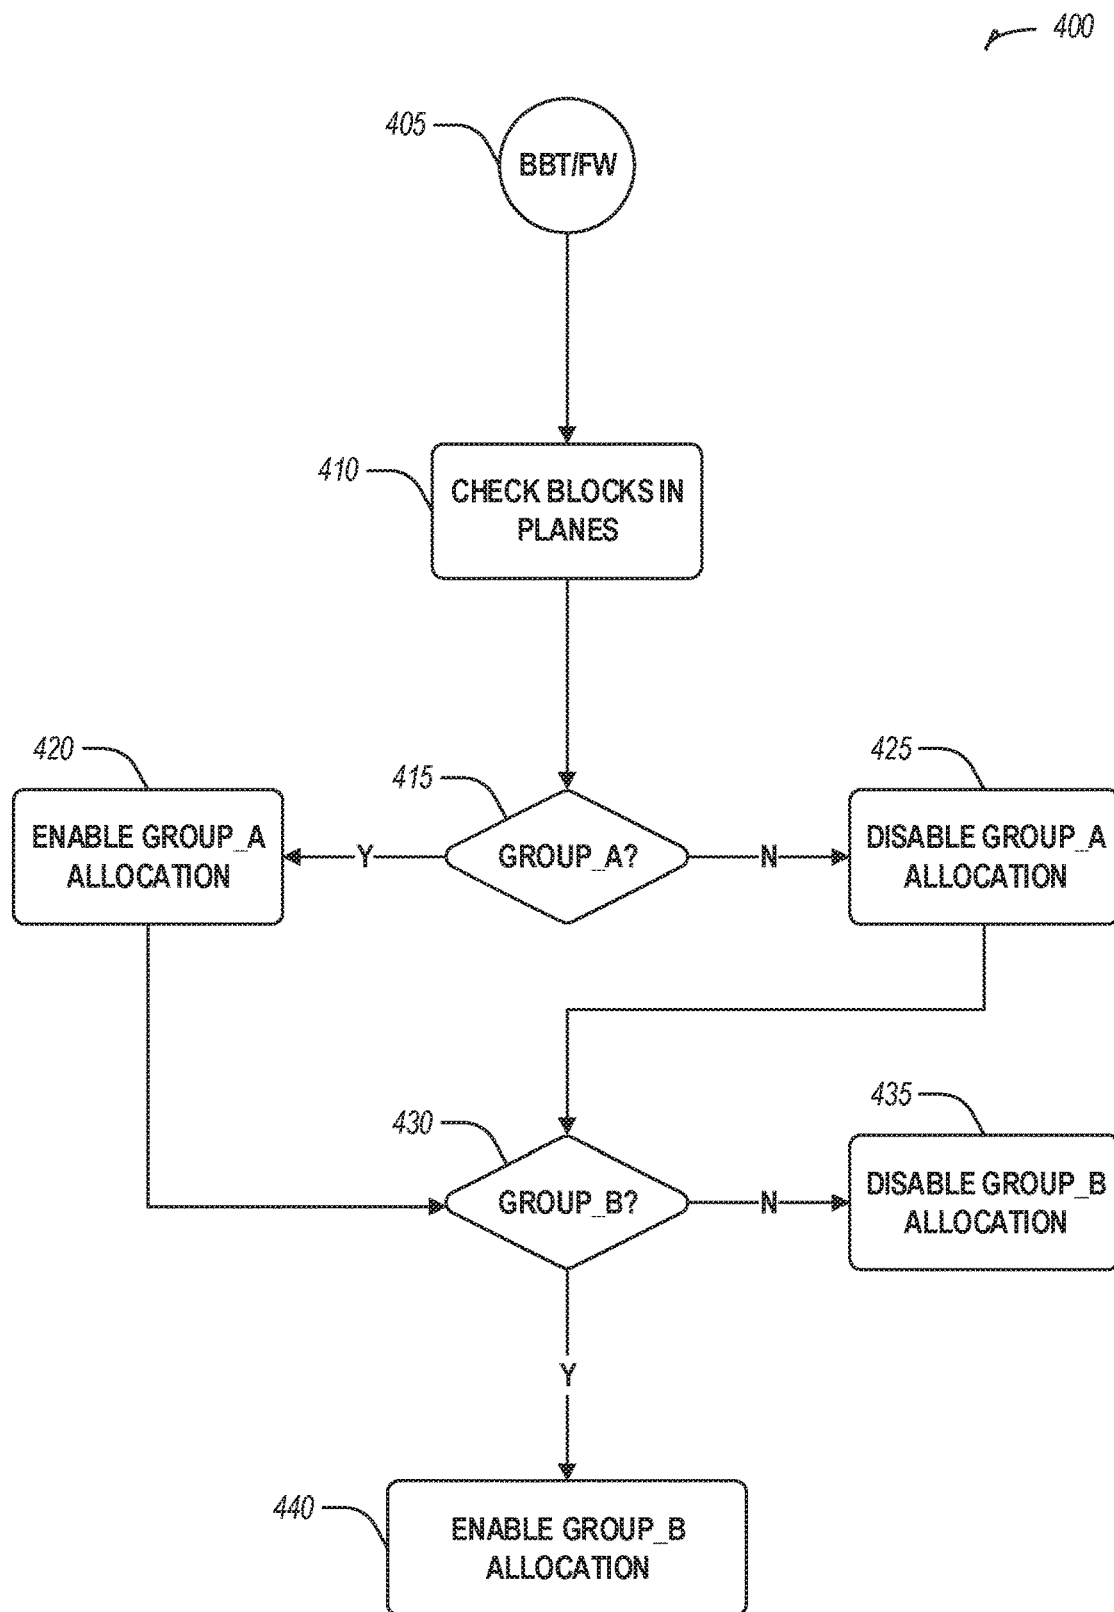 400
405
BBT/FW
410
CHECK BLOCKS IN
PLANES
420
415
425
ENABLE GROUP_A
ALLOCATION
Y
GROUP_A?
N
DISABLE GROUP_A
ALLOCATION
430
435
GROUP_B?
N
DISABLE GROUP_B
ALLOCATION
Y
440
ENABLE GROUP_B
ALLOCATION